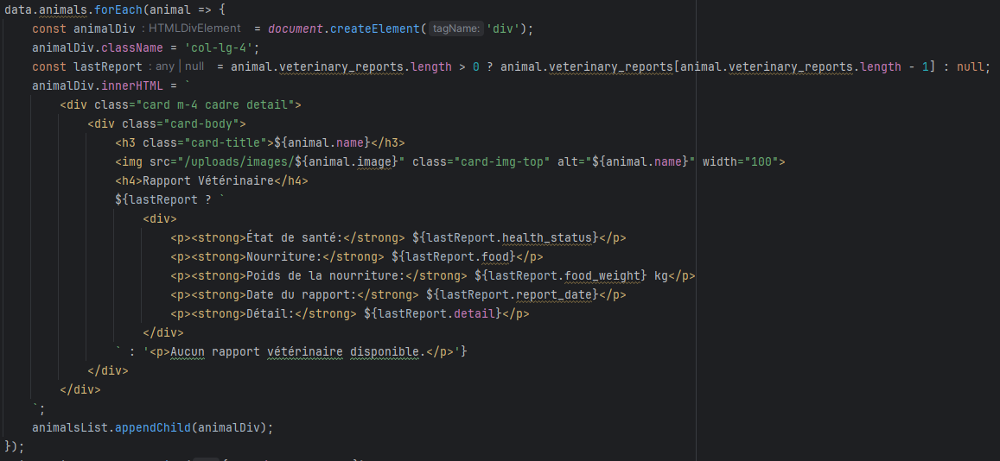 data.animals.forEach(animal => {
    const animalDiv : HTMLDivElement = document.createElement( tagName: 'div');
    animalDiv.className = 'col-lg-4';
    const lastReport : any | null = animal.veterinary_reports.length > 0 ? animal.veterinary_reports[animal.veterinary_reports.length - 1] : null;
    animalDiv.innerHTML = `
        <div class="card m-4 cadre detail">
            <div class="card-body">
                <h3 class="card-title">${animal.name}</h3>
                <img src="/uploads/images/${animal.image}" class="card-img-top" alt="${animal.name}" width="100">
                <h4>Rapport Vétérinaire</h4>
                ${lastReport ? `
                    <div>
                        <p><strong>État de santé:</strong> ${lastReport.health_status}</p>
                        <p><strong>Nourriture:</strong> ${lastReport.food}</p>
                        <p><strong>Poids de la nourriture:</strong> ${lastReport.food_weight} kg</p>
                        <p><strong>Date du rapport:</strong> ${lastReport.report_date}</p>
                        <p><strong>Détail:</strong> ${lastReport.detail}</p>
                    </div>
                ` : '<p>Aucun rapport vétérinaire disponible.</p>'}
            </div>
        </div>
    `;
    animalsList.appendChild(animalDiv);
});